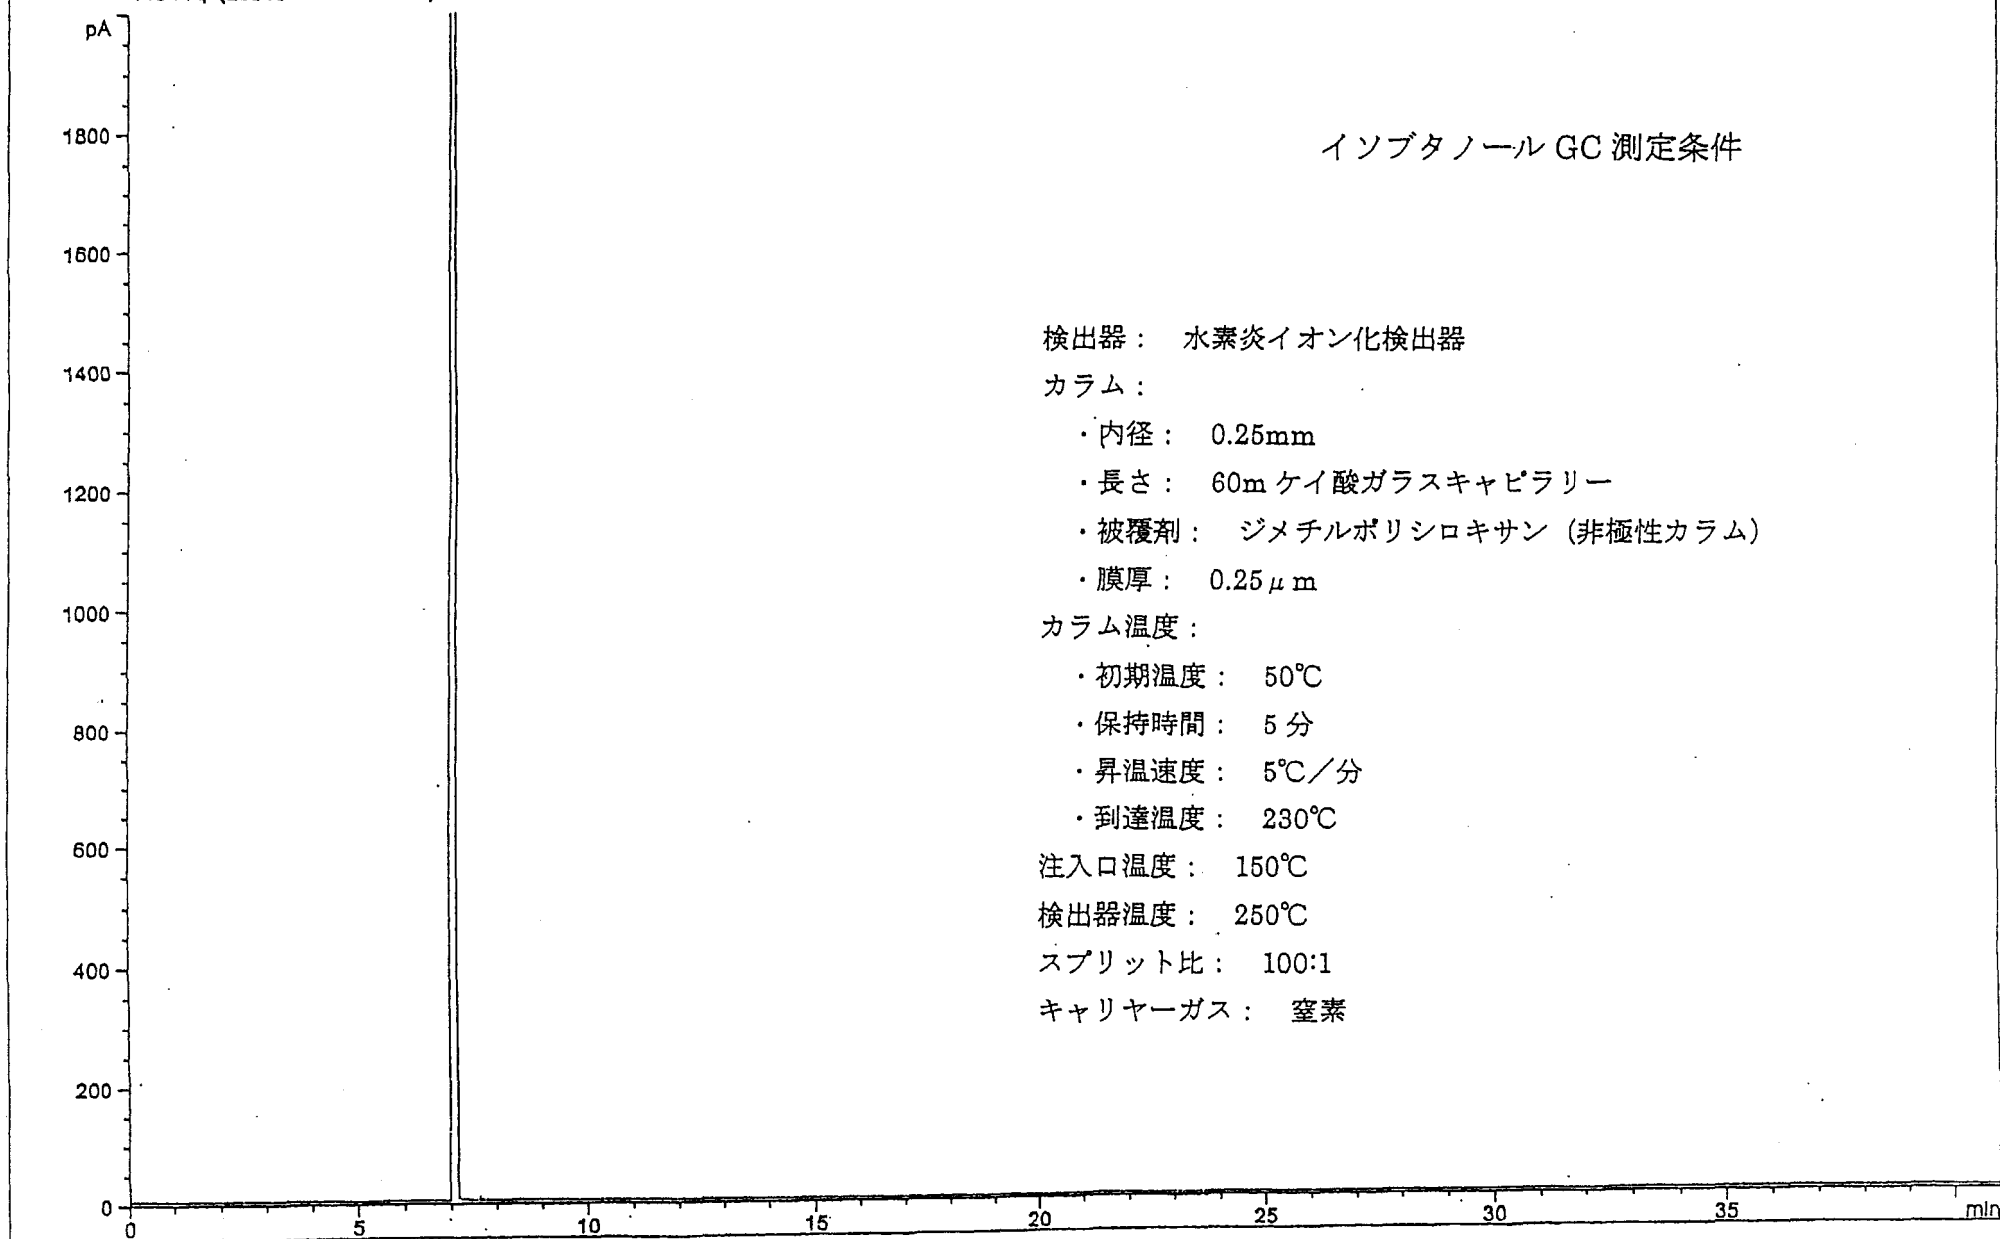 pA
1800
1600
1400
1200
1000
800
600
400
200
0
0 5 10 15 20 25 30 35 min
イソブタノール GC 測定条件
検出器： 水素炎イオン化検出器
カラム：
・内径： 0.25mm
・長さ： 60m ケイ酸ガラスキャピラリー
・被覆剤： ジメチルポリシロキサン（非極性カラム）
・膜厚： 0.25μm
カラム温度：
・初期温度： 50℃
・保持時間： 5 分
・昇温速度： 5℃／分
・到達温度： 230℃
注入口温度： 150℃
検出器温度： 250℃
スプリット比： 100:1
キャリヤーガス： 窒素